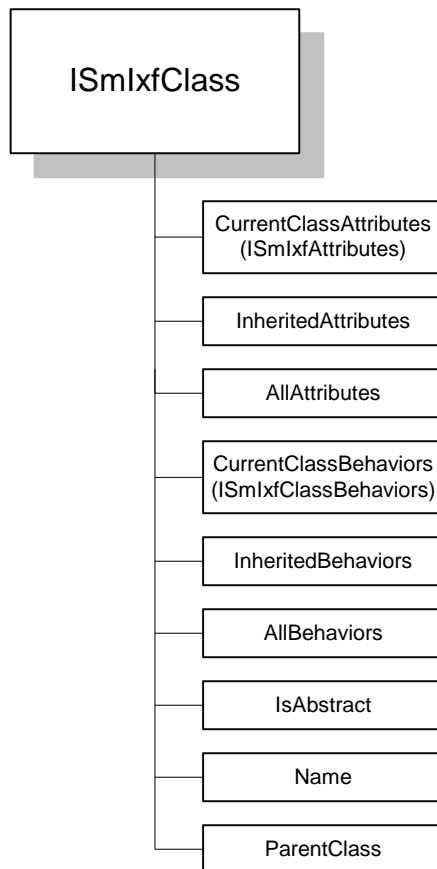 ISmIxfClass
CurrentClassAttributes
(ISmIxfAttributes)
InheritedAttributes
AllAttributes
CurrentClassBehaviors
(ISmIxfClassBehaviors)
InheritedBehaviors
AllBehaviors
IsAbstract
Name
ParentClass